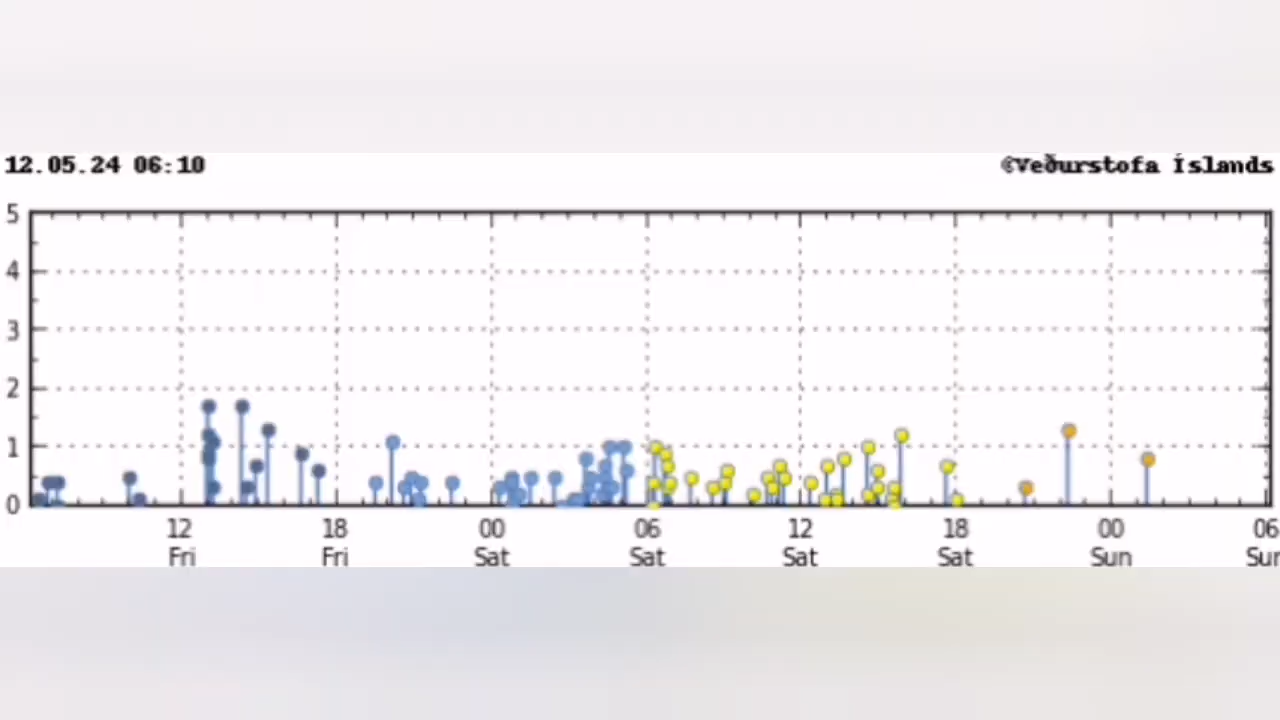 12.05.24 06:10 ©Veðurstofa Íslands
5
4
3
2
1
0
12 18 00 06 12 18 00 06
Fri Fri Sat Sat Sat Sat Sun Sun